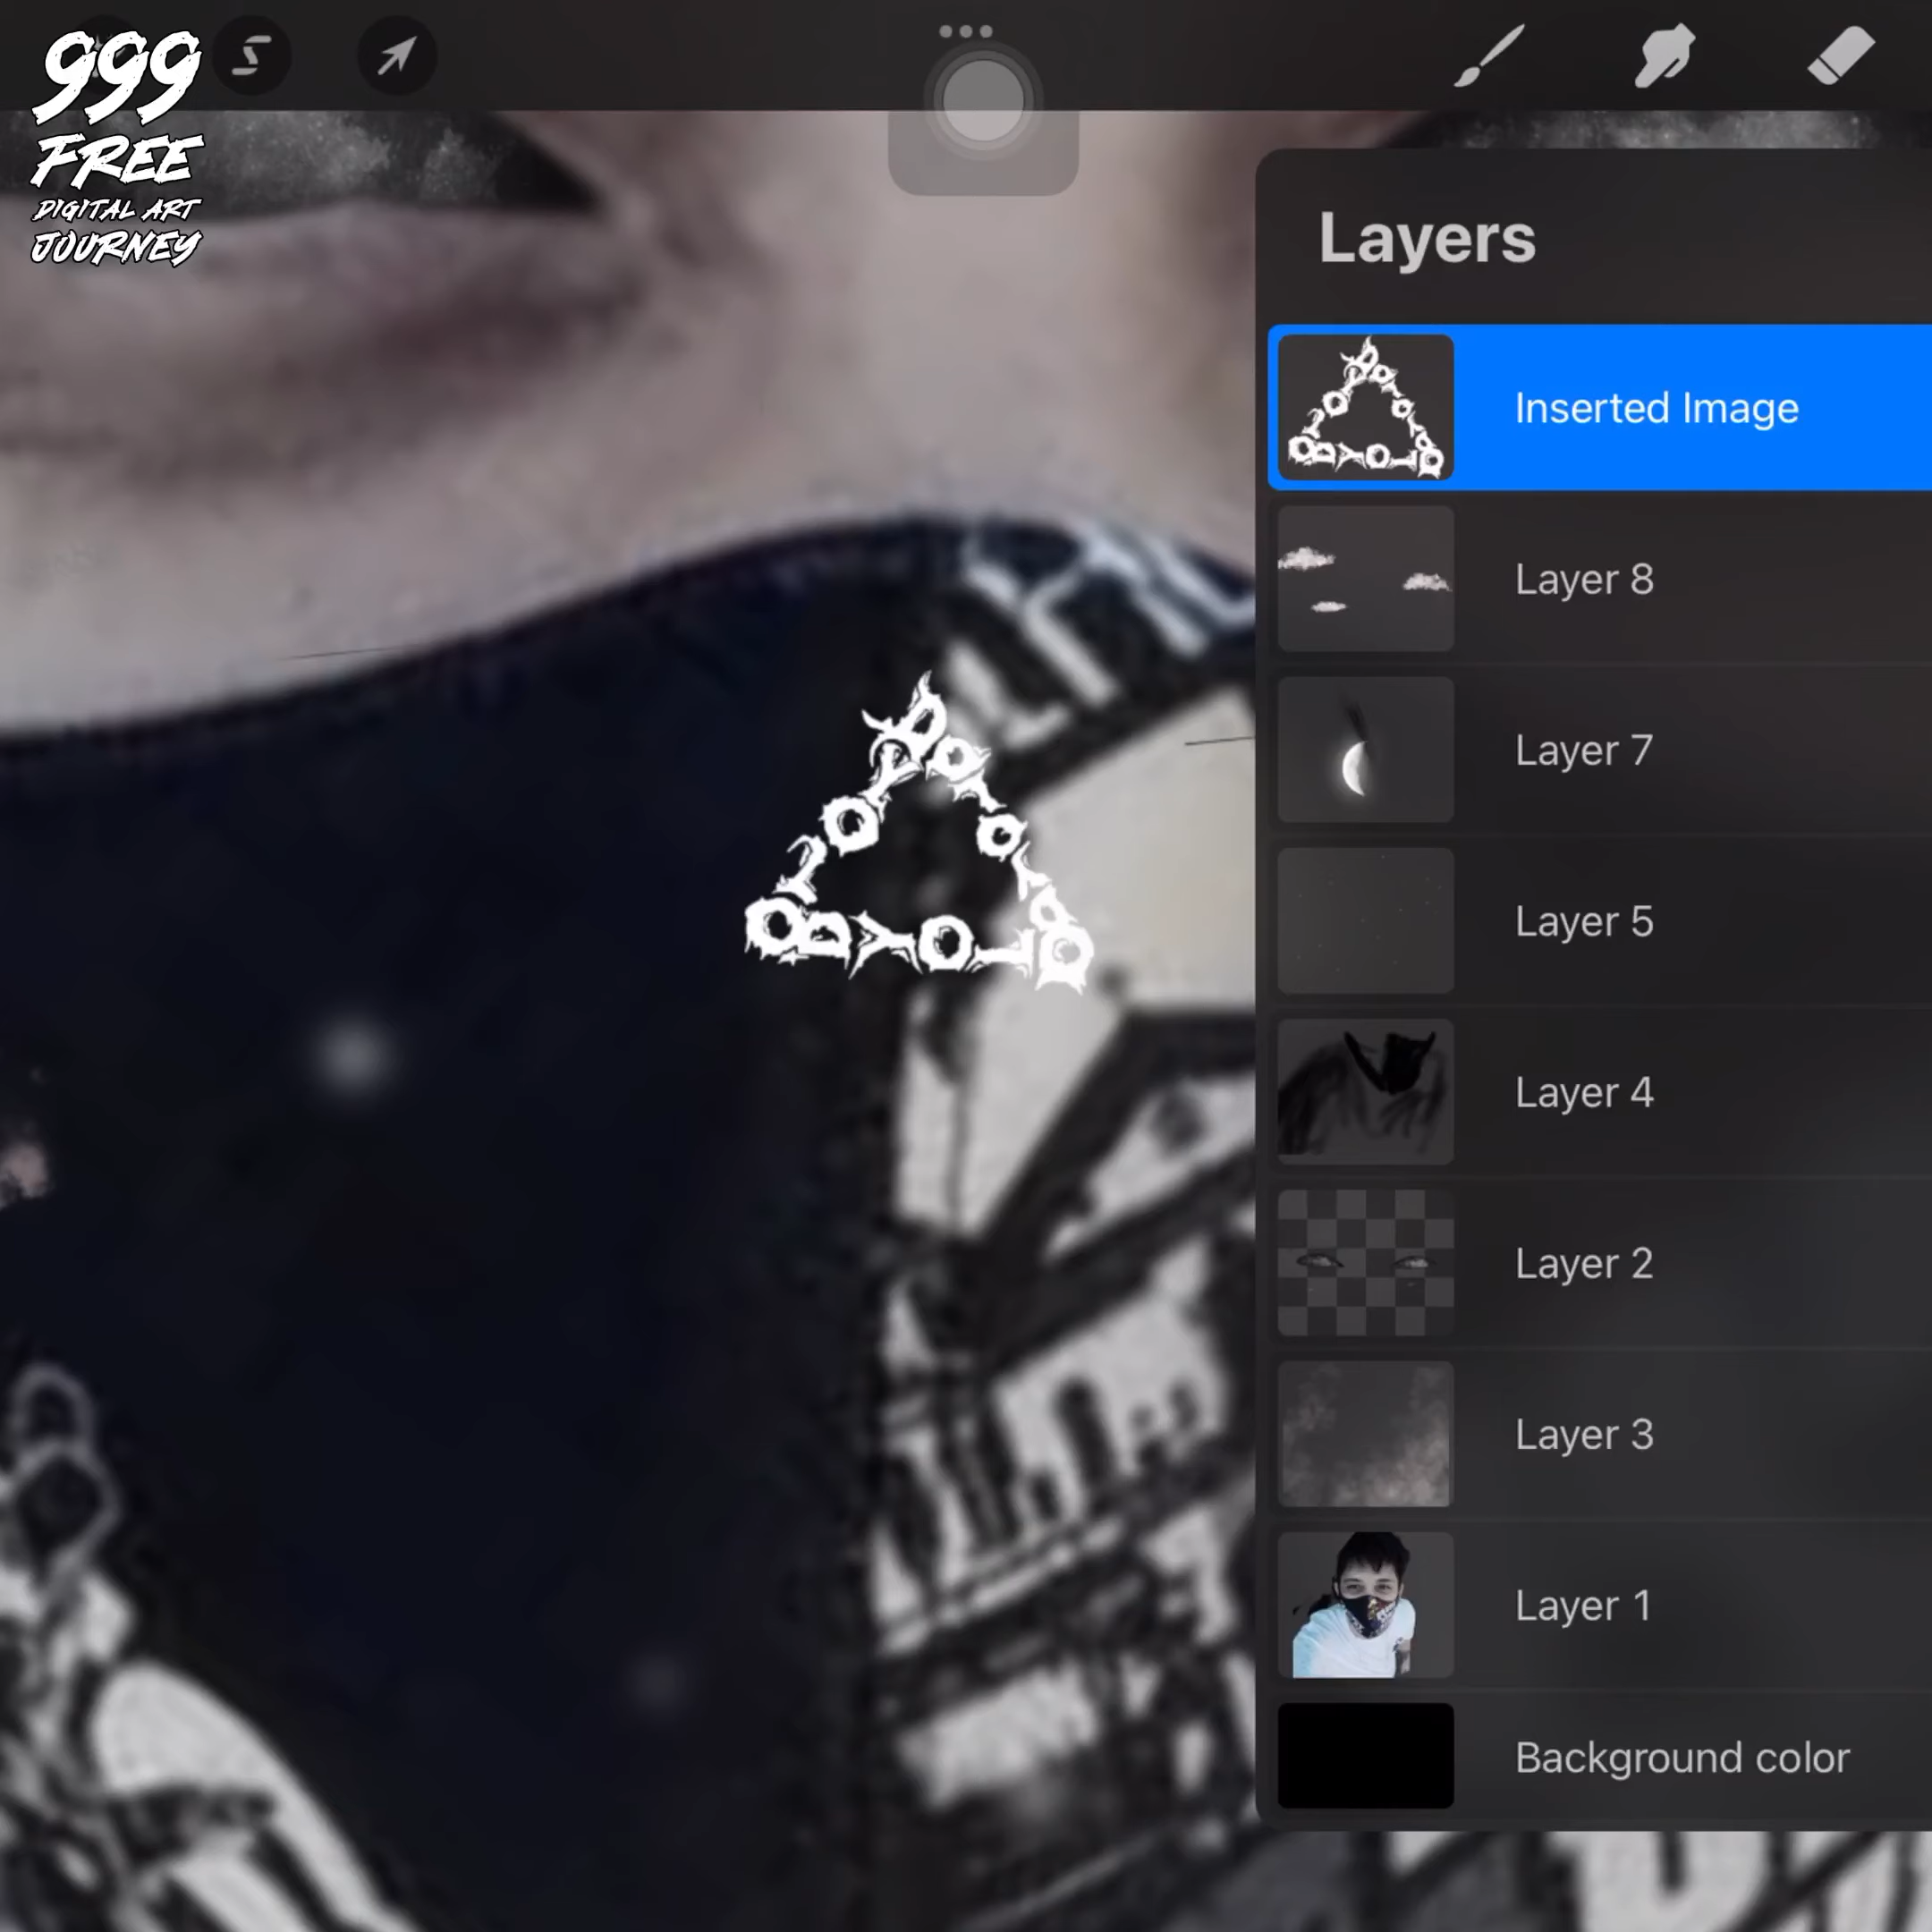 999
FREE
DIGITAL ART
JOURNEY
Layers
Inserted Image
Layer 8
Layer 7
Layer 5
Layer 4
Layer 2
Layer 3
Layer 1
Background color